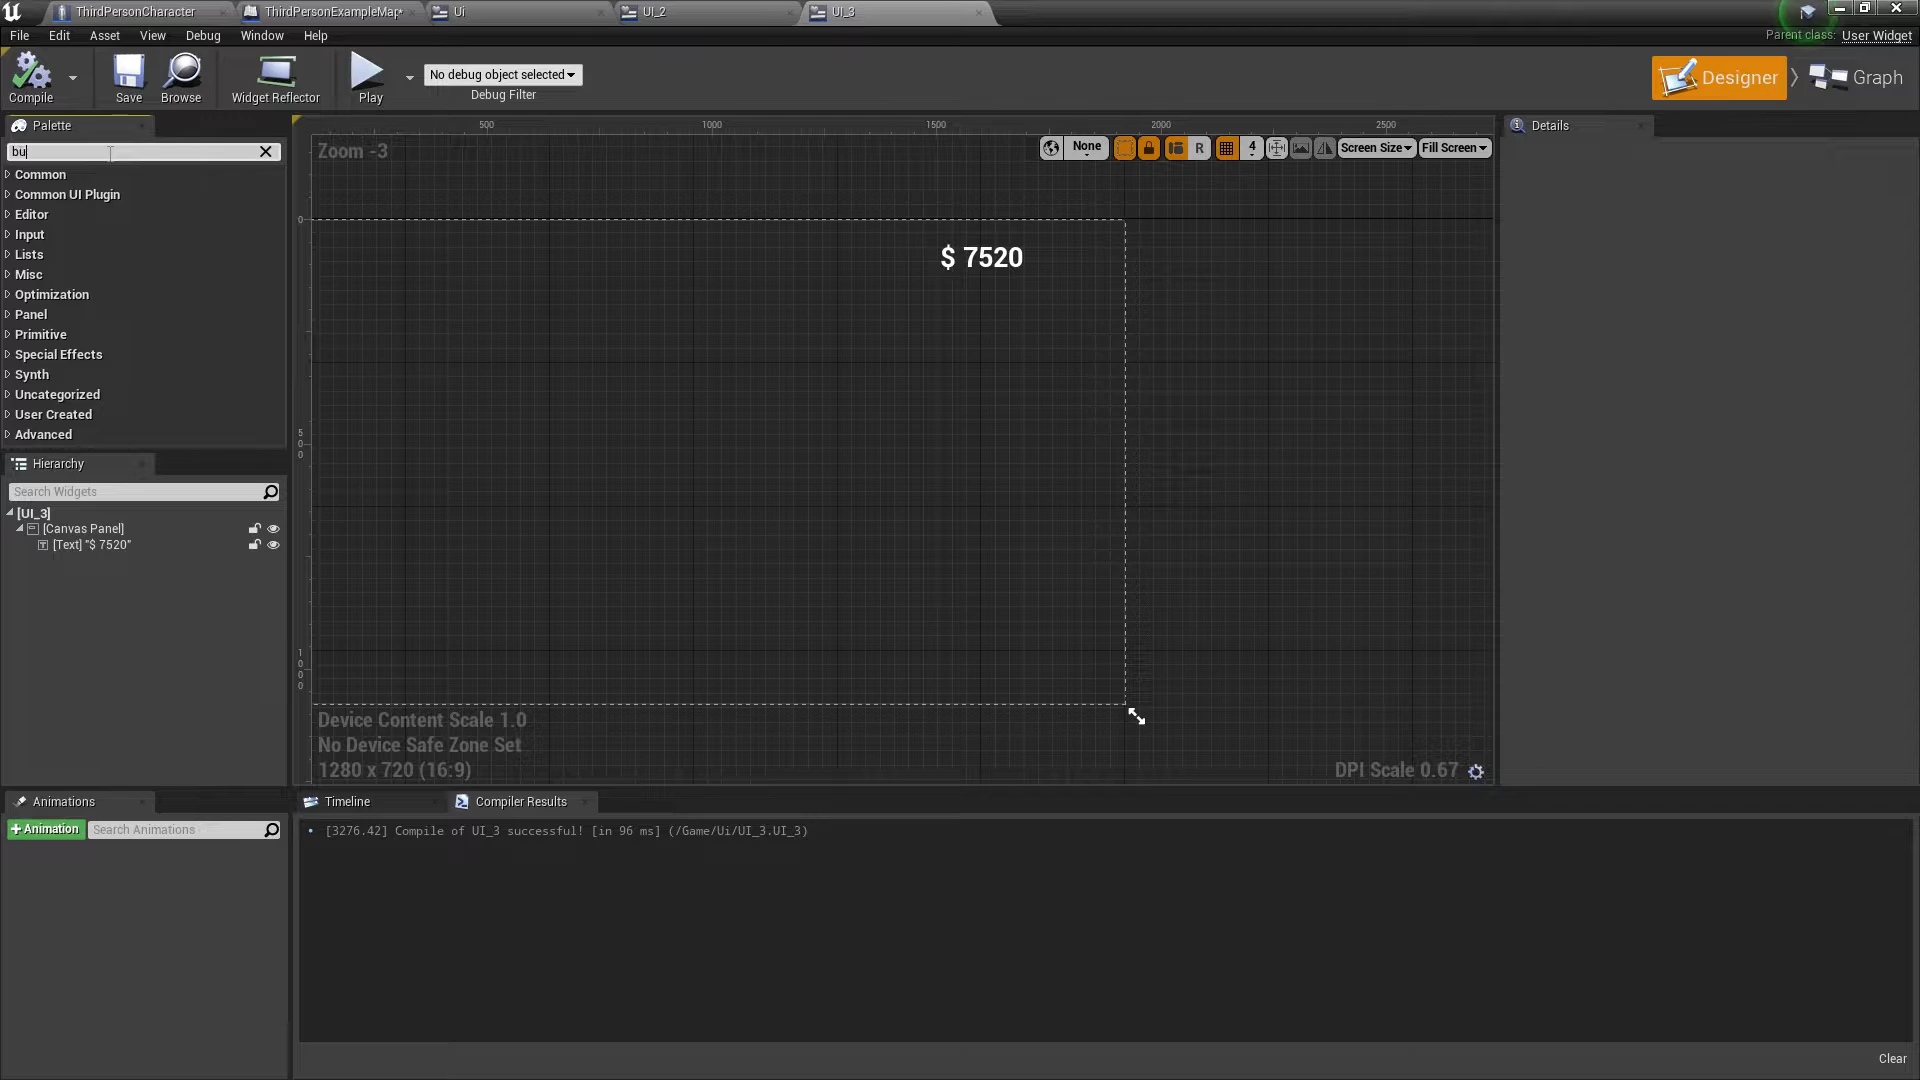 ThirdPersonCharacter
ThirdPersonExampleMap*
Ui
UI_2
UI_3
File Edit Asset View Debug Window Help
Parent class: User Widget
Compile
Save
Browse
Widget Reflector
Play
No debug object selected
Debug Filter
Designer
Graph
Palette
bu
Common
Common UI Plugin
Editor
Input
Lists
Misc
Optimization
Panel
Primitive
Special Effects
Synth
Uncategorized
User Created
Advanced
Hierarchy
Search Widgets
[UI_3]
[Canvas Panel]
[Text] "$ 7520"
Animations
+Animation
Search Animations
500 1000 1500 2000 2500
Zoom -3
None
R
4
Screen Size
Fill Screen
0
500
1000
$ 7520
Device Content Scale 1.0
No Device Safe Zone Set
1280 x 720 (16:9)
DPI Scale 0.67
Details
Timeline
Compiler Results
[3276.42] Compile of UI_3 successful! [in 96 ms] (/Game/Ui/UI_3.UI_3)
Clear